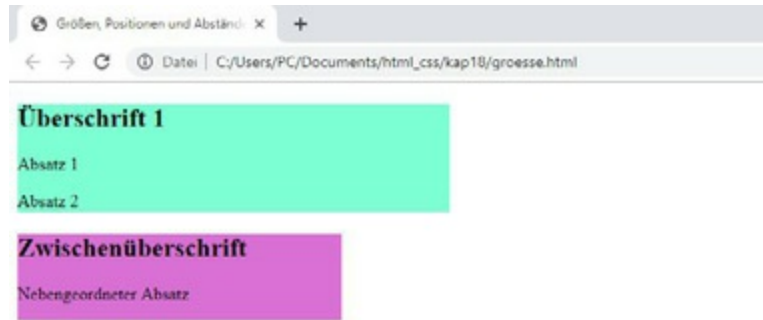 Größen, Positionen und Abständ
Datei | C:/Users/PC/Documents/html_css/kap18/groesse.html
Überschrift 1
Absatz 1
Absatz 2
Zwischenüberschrift
Nebengeordneter Absatz